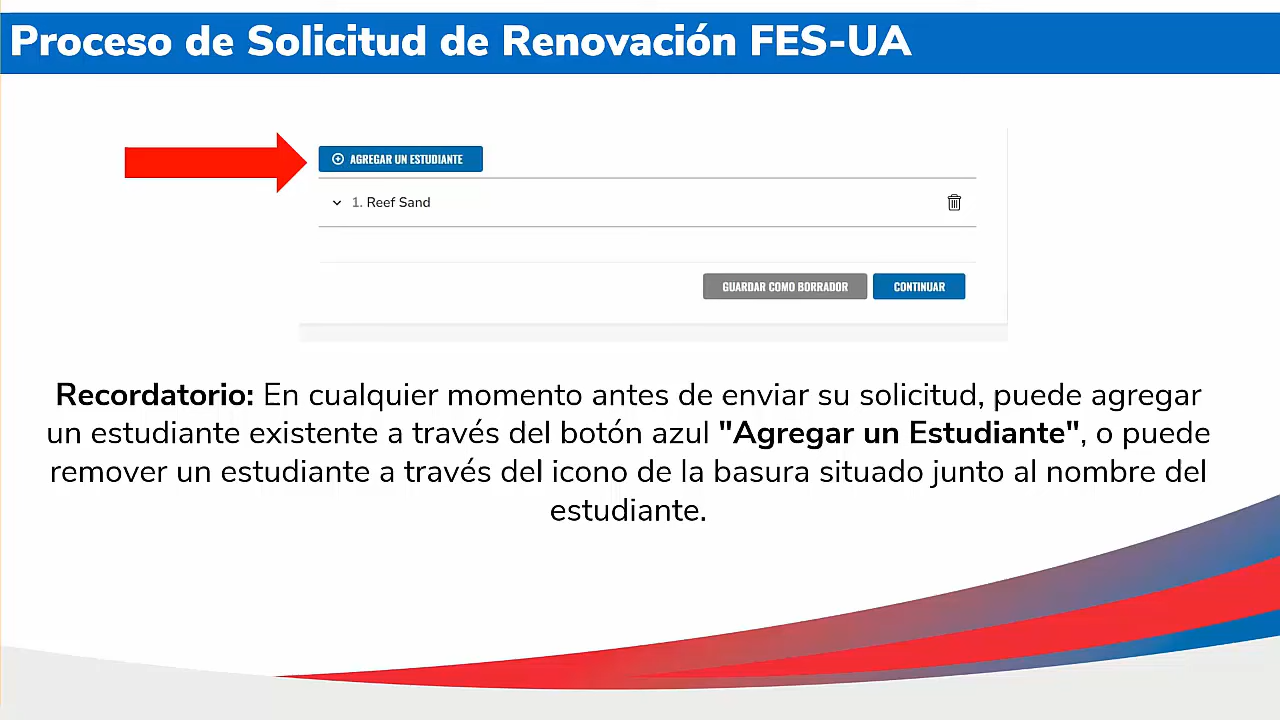 Proceso de Solicitud de Renovación FES-UA
AGREGAR UN ESTUDIANTE
1. Reef Sand
GUARDAR COMO BORRADOR
CONTINUAR
Recordatorio: En cualquier momento antes de enviar su solicitud, puede agregar
un estudiante existente a través del botón azul "Agregar un Estudiante", o puede
remover un estudiante a través del icono de la basura situado junto al nombre del
estudiante.